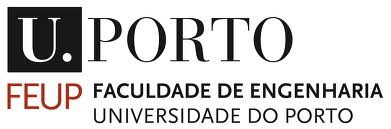 U. PORTO
FEUP FACULDADE DE ENGENHARIA
UNIVERSIDADE DO PORTO